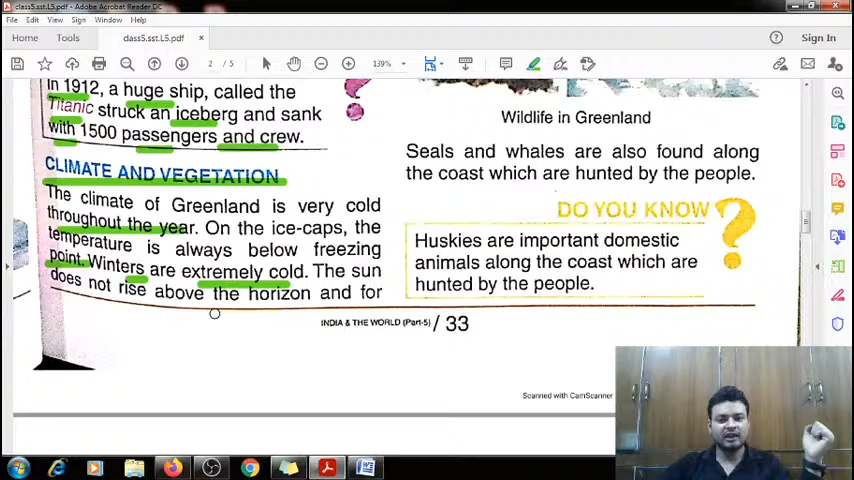 class5.sst.L5.pdf - Adobe Acrobat Reader DC
File Edit View Sign Window Help
Home Tools class5.sst.L5.pdf × Sign In
2 / 5 139%
In 1912, a huge ship, called the
Titanic struck an iceberg and sank
with 1500 passengers and crew.
CLIMATE AND VEGETATION
The climate of Greenland is very cold
throughout the year. On the ice-caps, the
temperature is always below freezing
point. Winters are extremely cold. The sun
does not rise above the horizon and for
Wildlife in Greenland
Seals and whales are also found along
the coast which are hunted by the people.
DO YOU KNOW ?
Huskies are important domestic
animals along the coast which are
hunted by the people.
INDIA & THE WORLD (Part-5) / 33
Scanned with CamScanner